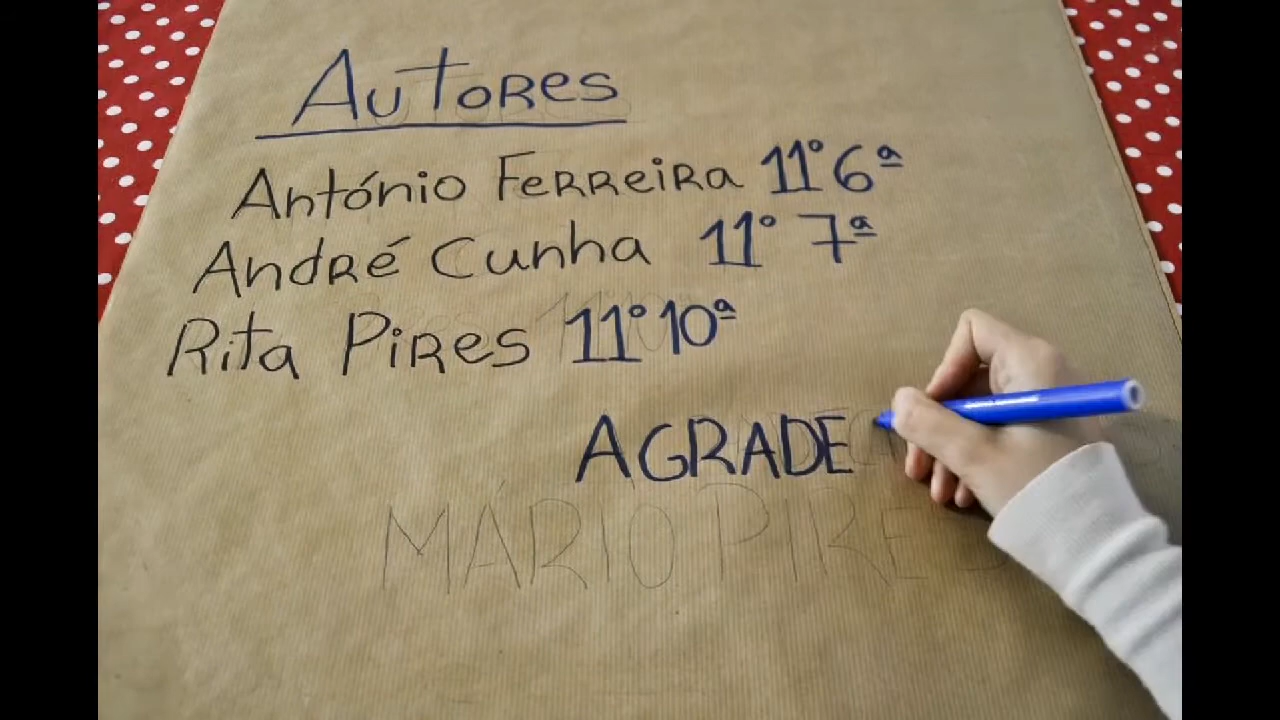 Autores
António Ferreira 11º 6ª
André Cunha 11º 7ª
Rita Pires 11º 10ª
AGRADE
MÁRIO PIRES